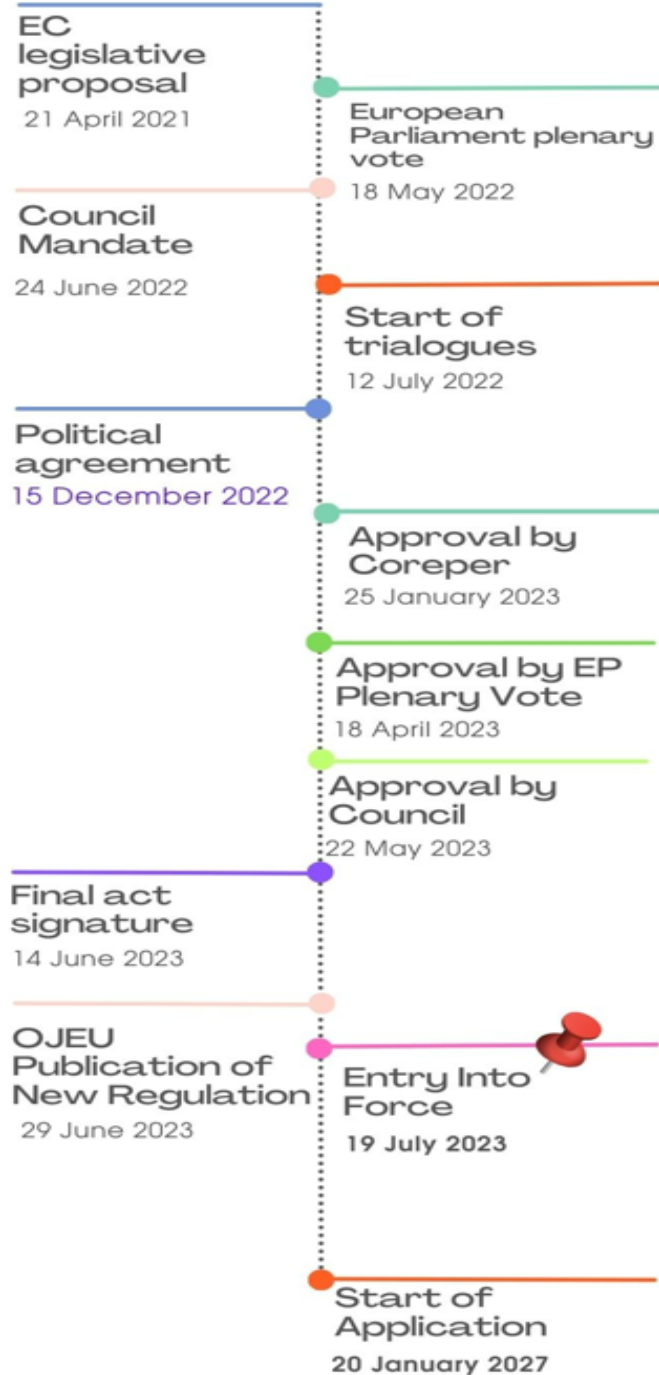 EC
legislative
proposal
21 April 2021
European
Parliament plenary
vote
18 May 2022
Council
Mandate
24 June 2022
Start of
trialogues
12 July 2022
Political
agreement
15 December 2022
Approval by
Coreper
25 January 2023
Approval by EP
Plenary Vote
18 April 2023
Approval by
Council
22 May 2023
Final act
signature
14 June 2023
OJEU
Publication of
New Regulation
29 June 2023
Entry Into
Force
19 July 2023
Start of
Application
20 January 2027